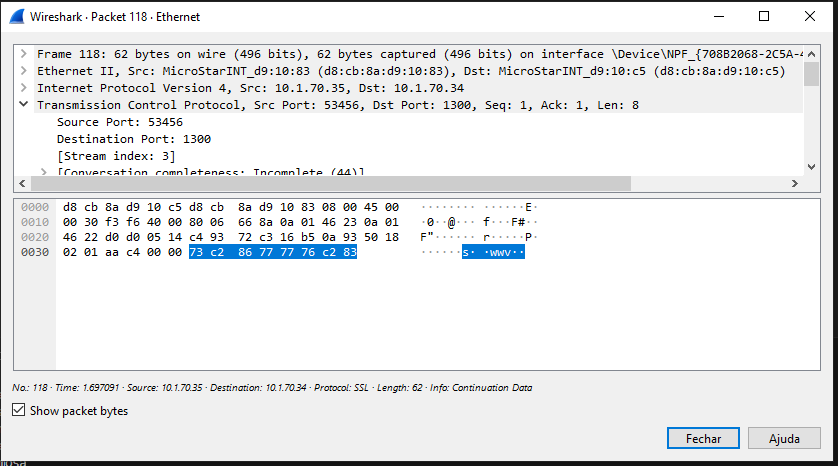 Wireshark · Packet 118 · Ethernet
Frame 118: 62 bytes on wire (496 bits), 62 bytes captured (496 bits) on interface \Device\NPF_{708B2068-2C5A-4
Ethernet II, Src: MicroStarINT_d9:10:83 (d8:cb:8a:d9:10:83), Dst: MicroStarINT_d9:10:c5 (d8:cb:8a:d9:10:c5)
Internet Protocol Version 4, Src: 10.1.70.35, Dst: 10.1.70.34
Transmission Control Protocol, Src Port: 53456, Dst Port: 1300, Seq: 1, Ack: 1, Len: 8
Source Port: 53456
Destination Port: 1300
[Stream index: 3]
[Conversation completeness: Incomplete (44)]
0000 d8 cb 8a d9 10 c5 d8 cb 8a d9 10 83 08 00 45 00 ········ ······E·
0010 00 30 f3 f6 40 00 80 06 66 8a 0a 01 46 23 0a 01 ·0··@··· f···F#··
0020 46 22 d0 d0 05 14 c4 93 72 c3 16 b5 0a 93 50 18 F"······ r·····P·
0030 02 01 aa c4 00 00 73 c2 86 77 77 76 c2 83 ······s· ·wwv··
No.: 118 · Time: 1.697091 · Source: 10.1.70.35 · Destination: 10.1.70.34 · Protocol: SSL · Length: 62 · Info: Continuation Data
Show packet bytes
Fechar Ajuda